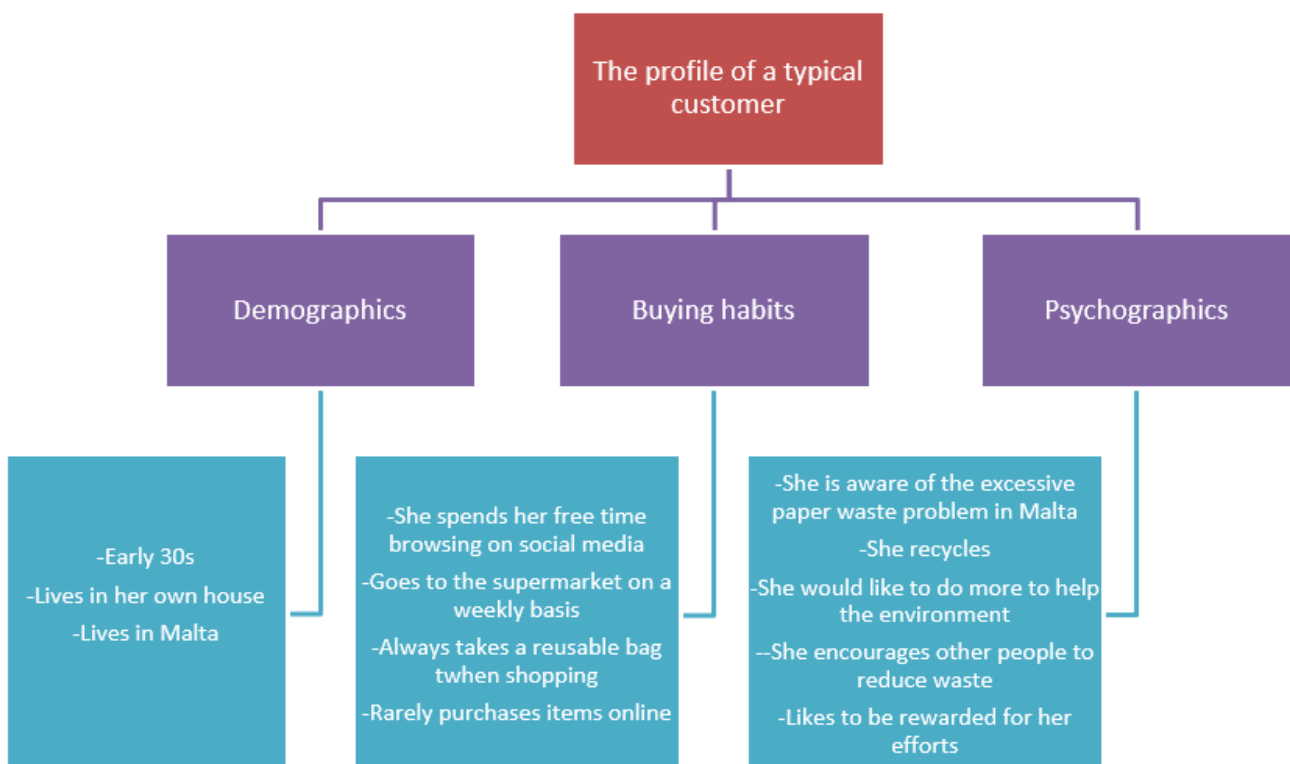 The profile of a typical
customer
Demographics
Buying habits
Psychographics
-Early 30s
-Lives in her own house
-Lives in Malta
-She spends her free time
browsing on social media
-Goes to the supermarket on a
weekly basis
-Always takes a reusable bag
twhen shopping
-Rarely purchases items online
-She is aware of the excessive
paper waste problem in Malta
-She recycles
-She would like to do more to help
the environment
--She encourages other people to
reduce waste
-Likes to be rewarded for her
efforts